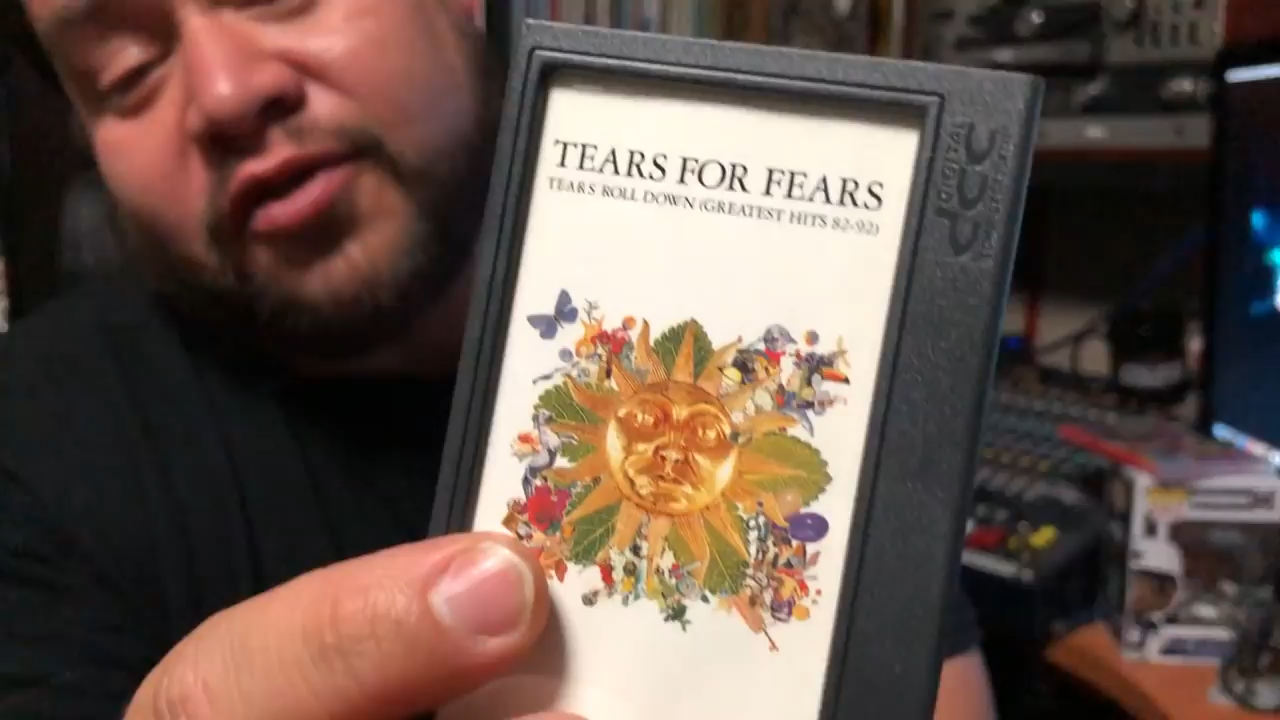 TEARS FOR FEARS
TEARS ROLL DOWN (GREATEST HITS 82-92)
DIGITAL
dcc